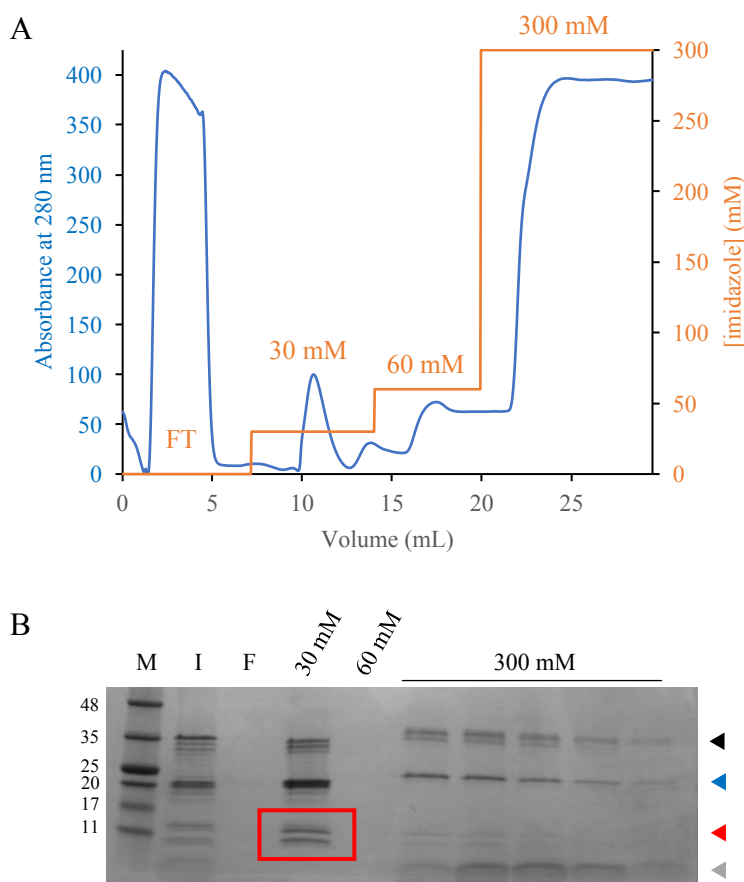 A
300 mM
400
350
300
250
200
150
100
50
0
Absorbance at 280 nm
300
250
200
150
100
50
0
[imidazole] (mM)
30 mM
60 mM
FT
0 5 10 15 20 25
Volume (mL)
B
M I F 30 mM 60 mM 300 mM
48
35
25
20
17
11